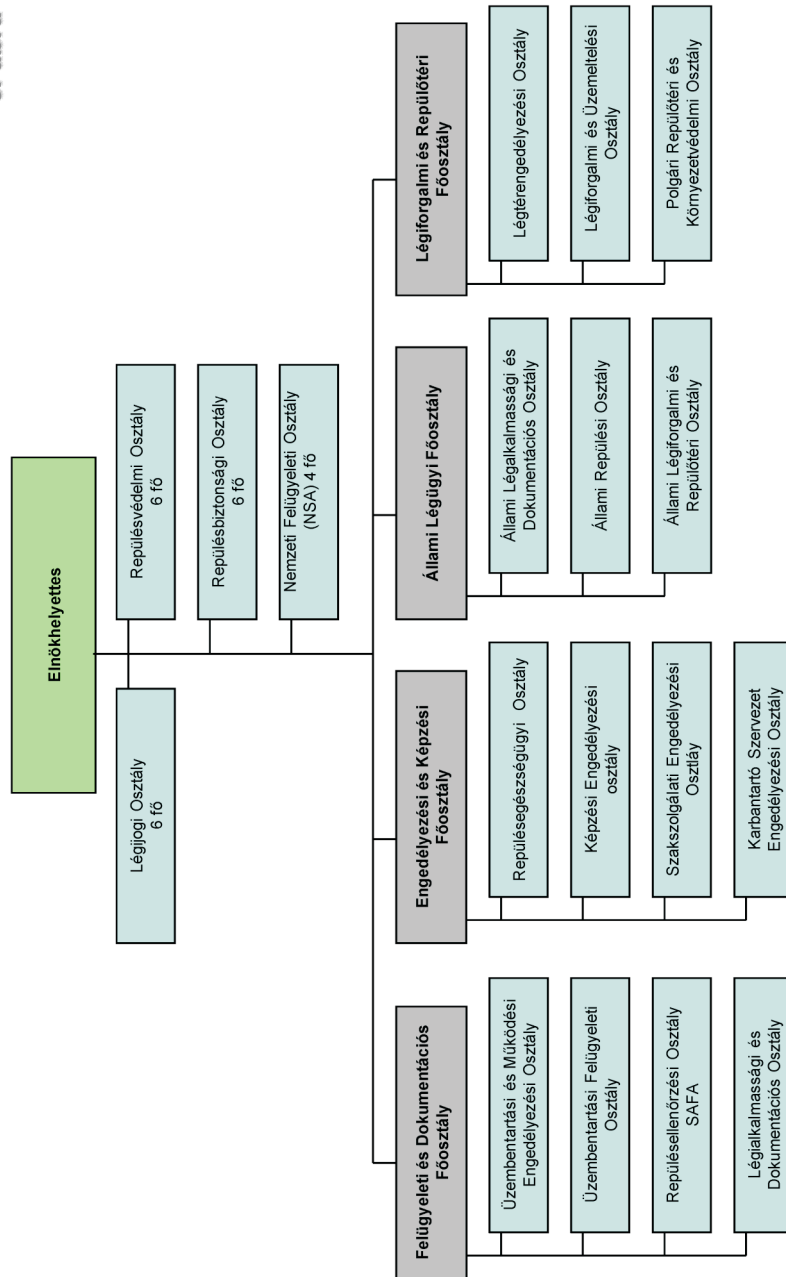 Elnökhelyettes
Légijogi Osztály
6 fő
Repülésvédelmi Osztály
6 fő
Repülésbiztonsági Osztály
6 fő
Nemzeti Felügyeleti Osztály
(NSA) 4 fő
Felügyeleti és Dokumentációs
Főosztály
Üzembentartási és Működési
Engedélyezési Osztály
Üzembentartási Felügyeleti
Osztály
Repülésellenőrzési Osztály
SAFA
Légialkalmassági és
Dokumentációs Osztály
Engedélyezési és Képzési
Főosztály
Repülésegészségügyi Osztály
Képzési Engedélyezési
osztály
Szakszolgálati Engedélyezési
Osztláy
Karbantartó Szervezet
Engedélyezési Osztály
Állami Légügyi Főosztály
Állami Légalkalmassági és
Dokumentációs Osztály
Állami Repülési Osztály
Állami Légiforgalmi és
Repülőtéri Osztály
Légiforgalmi és Repülőtéri
Főosztály
Légtérengedélyezési Osztály
Légiforgalmi és Üzemeltelési
Osztály
Polgári Repülőtéri és
Környezetvédelmi Osztály